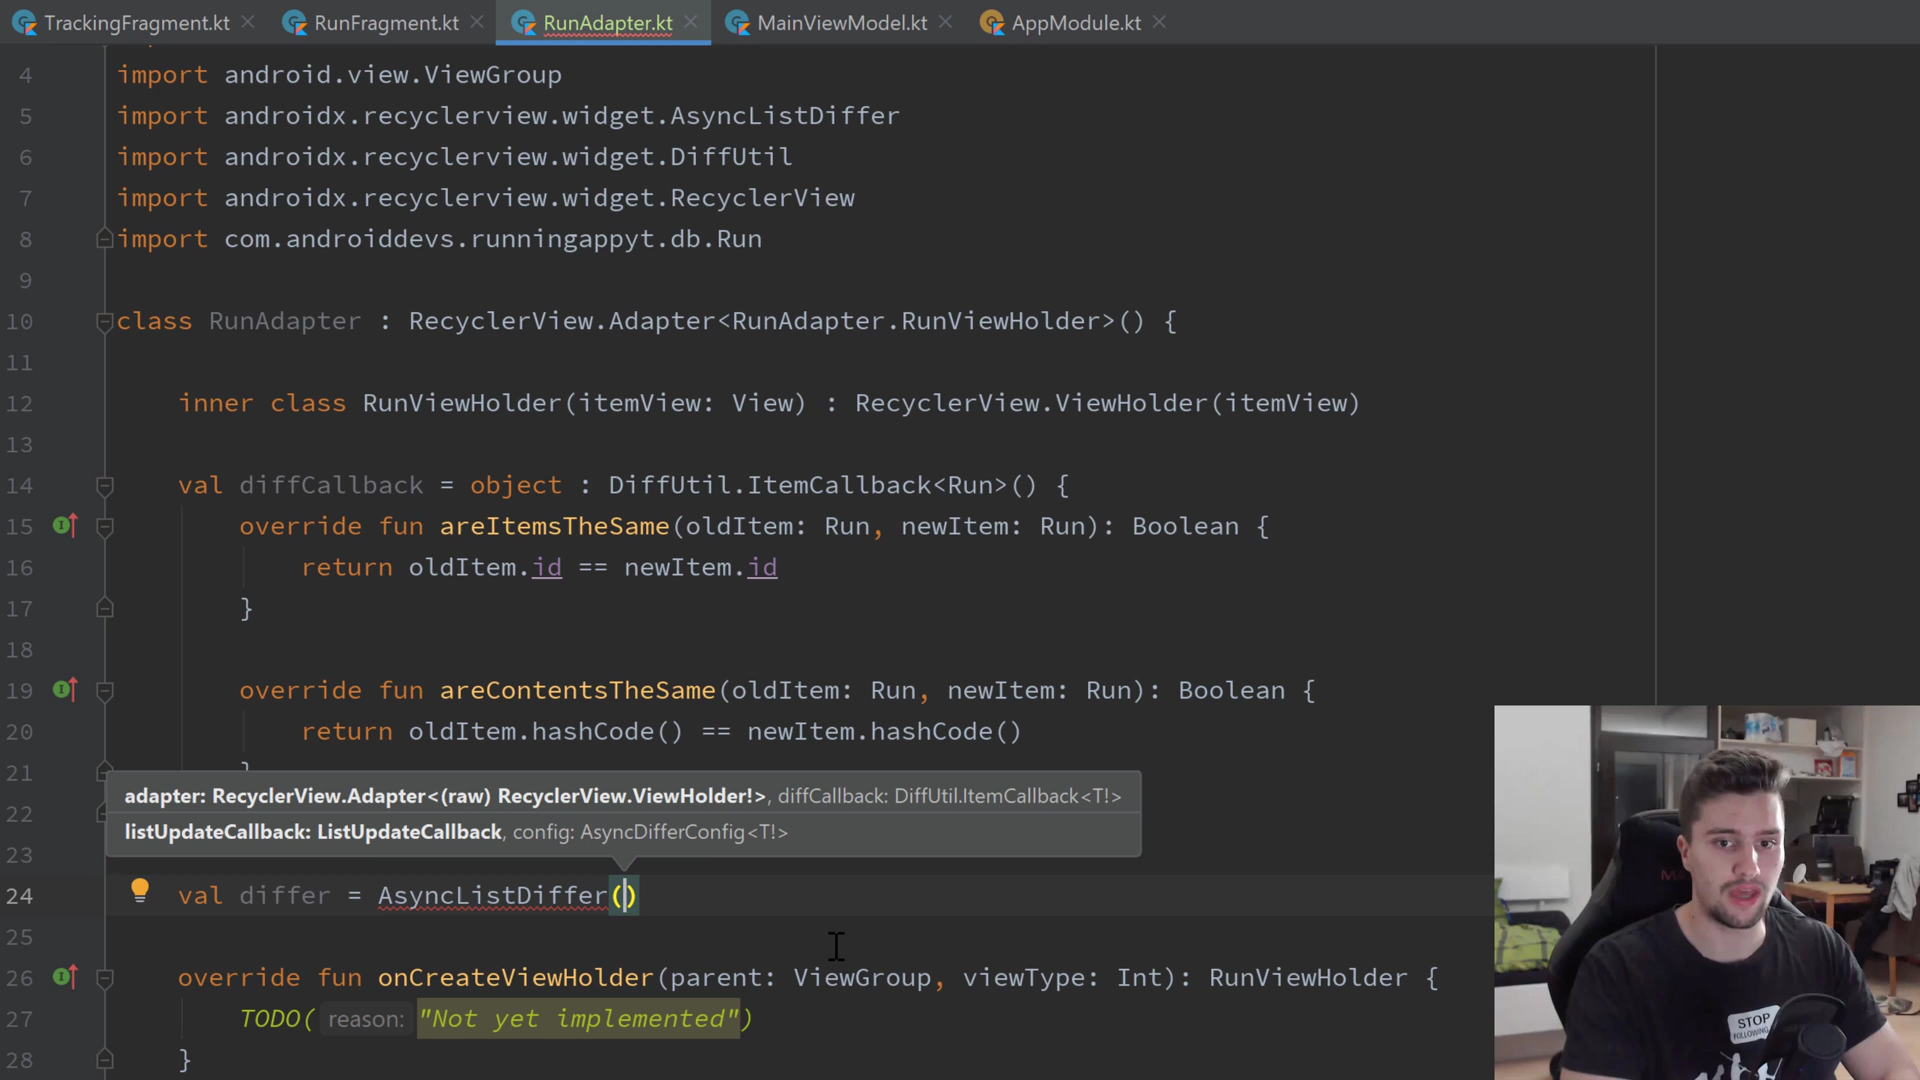 TrackingFragment.kt RunFragment.kt RunAdapter.kt MainViewModel.kt AppModule.kt
4 import android.view.ViewGroup
5 import androidx.recyclerview.widget.AsyncListDiffer
6 import androidx.recyclerview.widget.DiffUtil
7 import androidx.recyclerview.widget.RecyclerView
8 import com.androiddevs.runningappyt.db.Run
9
10 class RunAdapter : RecyclerView.Adapter<RunAdapter.RunViewHolder>() {
11
12 inner class RunViewHolder(itemView: View) : RecyclerView.ViewHolder(itemView)
13
14 val diffCallback = object : DiffUtil.ItemCallback<Run>() {
15 override fun areItemsTheSame(oldItem: Run, newItem: Run): Boolean {
16 return oldItem.id == newItem.id
17 }
18
19 override fun areContentsTheSame(oldItem: Run, newItem: Run): Boolean {
20 return oldItem.hashCode() == newItem.hashCode()
21 }
adapter: RecyclerView.Adapter<(raw) RecyclerView.ViewHolder!>, diffCallback: DiffUtil.ItemCallback<T!>
22
listUpdateCallback: ListUpdateCallback, config: AsyncDifferConfig<T!>
23
24 val differ = AsyncListDiffer()
25
26 override fun onCreateViewHolder(parent: ViewGroup, viewType: Int): RunViewHolder {
27 TODO( reason: "Not yet implemented")
28 }
STOP
FOLLOWING